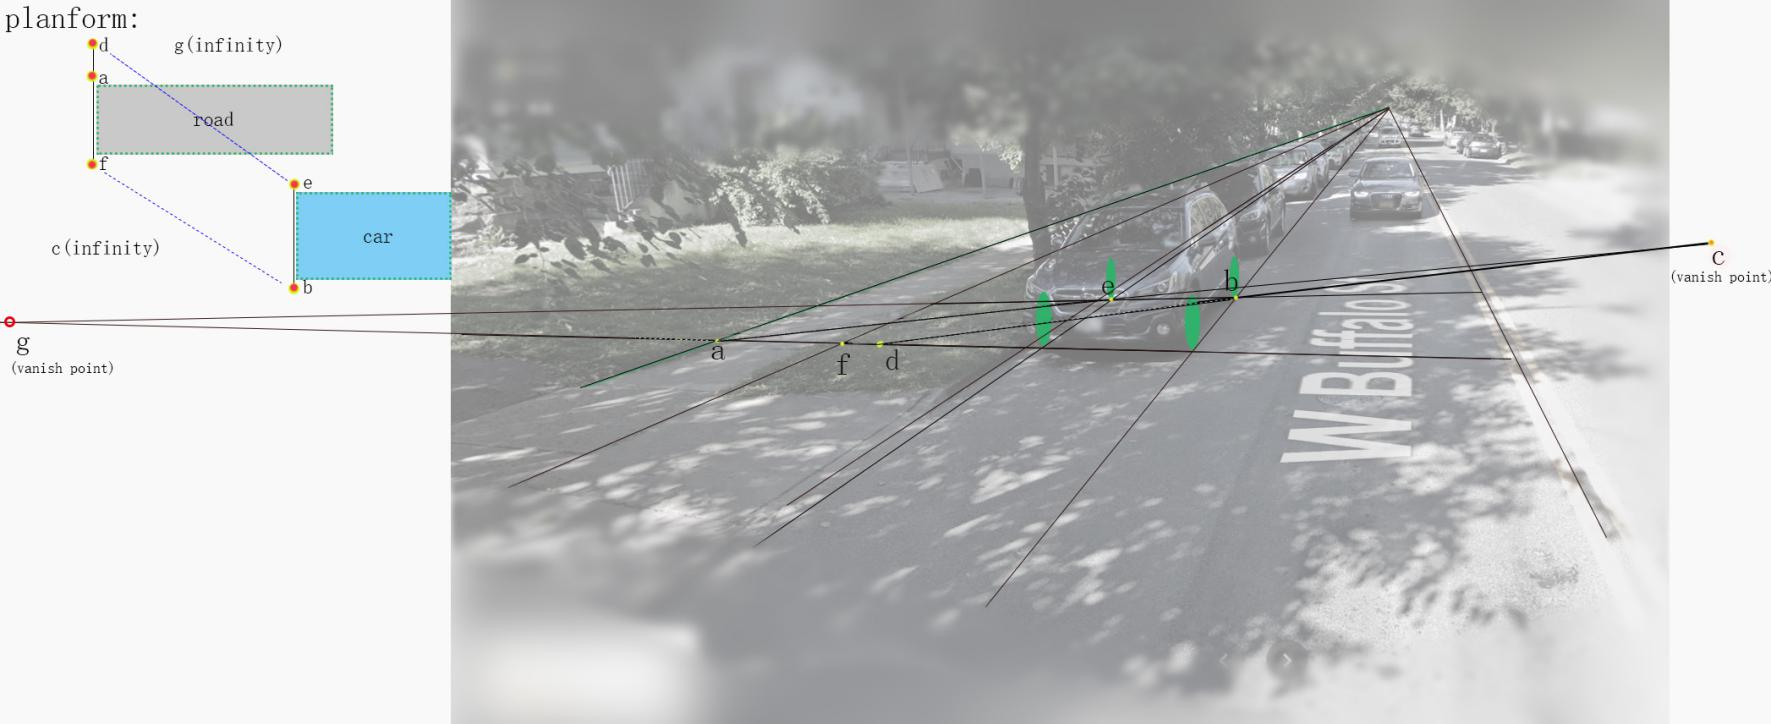 planform:
d
g(infinity)
a
road
f
e
car
c(infinity)
b
c
(vanish point)
e
b
g
(vanish point)
a
f
d
W Buffalo S